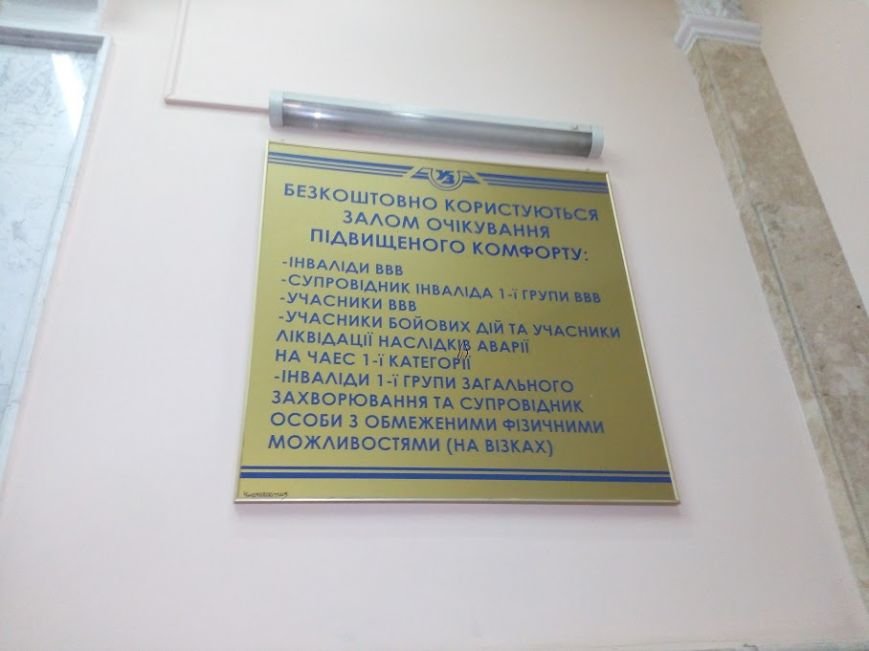 УЗ
БЕЗКОШТОВНО КОРИСТУЮТЬСЯ
ЗАЛОМ ОЧІКУВАННЯ
ПІДВИЩЕНОГО КОМФОРТУ:
-ІНВАЛІДИ ВВВ
-СУПРОВІДНИК ІНВАЛІДА 1-ї ГРУПИ ВВВ
-УЧАСНИКИ ВВВ
-УЧАСНИКИ БОЙОВИХ ДІЙ ТА УЧАСНИКИ
ЛІКВІДАЦІЇ НАСЛІДКІВ АВАРІЇ
НА ЧАЕС 1-ї КАТЕГОРІЇ
-ІНВАЛІДИ 1-ї ГРУПИ ЗАГАЛЬНОГО
ЗАХВОРЮВАННЯ ТА СУПРОВІДНИК
ОСОБИ З ОБМЕЖЕНИМИ ФІЗИЧНИМИ
МОЖЛИВОСТЯМИ (НА ВІЗКАХ)